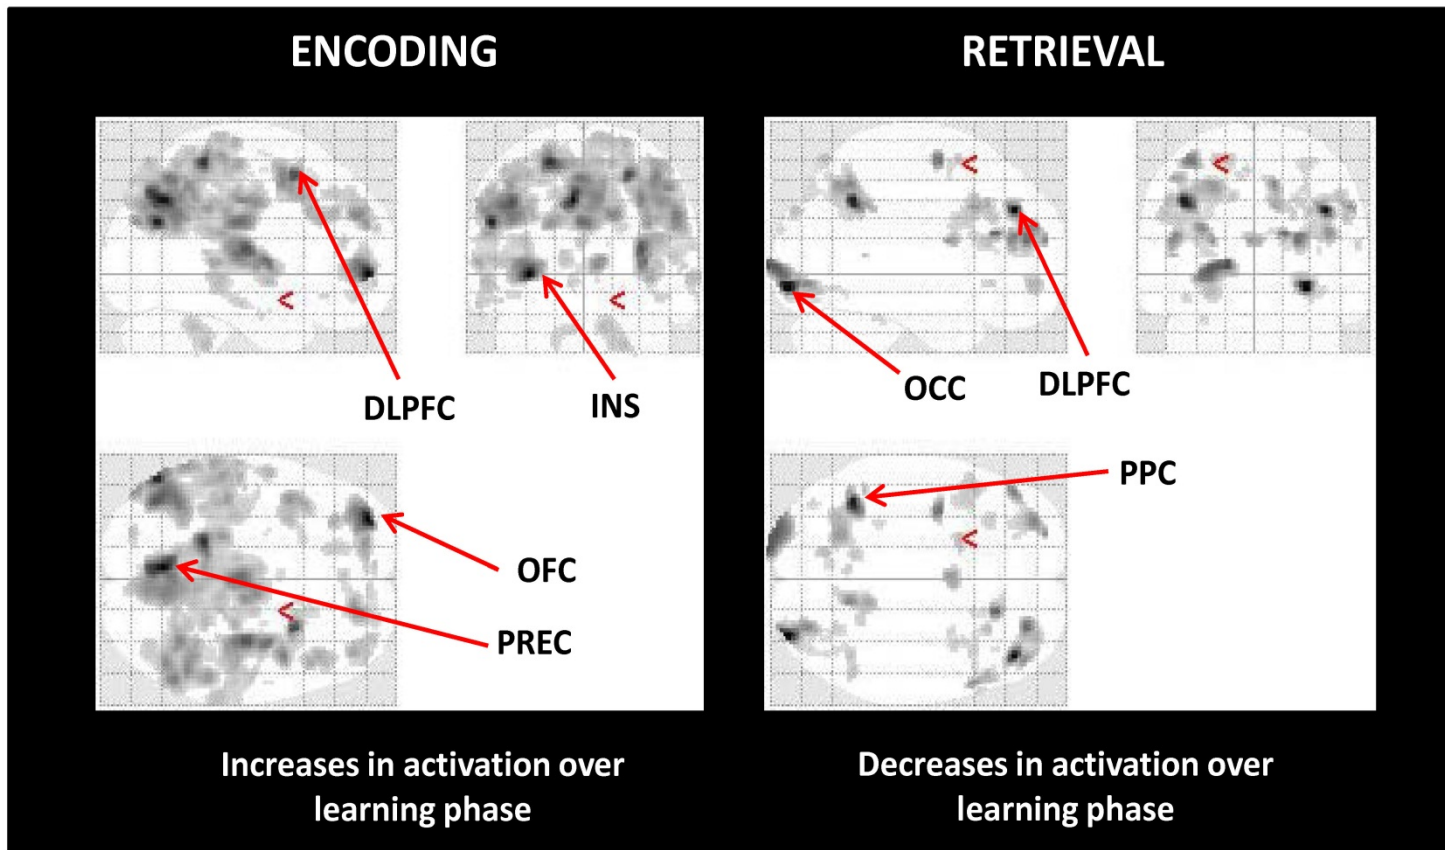 ENCODING
RETRIEVAL
<
<
<
<
DLPFC
INS
OCC
DLPFC
<
<
PPC
OFC
PREC
Increases in activation over
learning phase
Decreases in activation over
learning phase